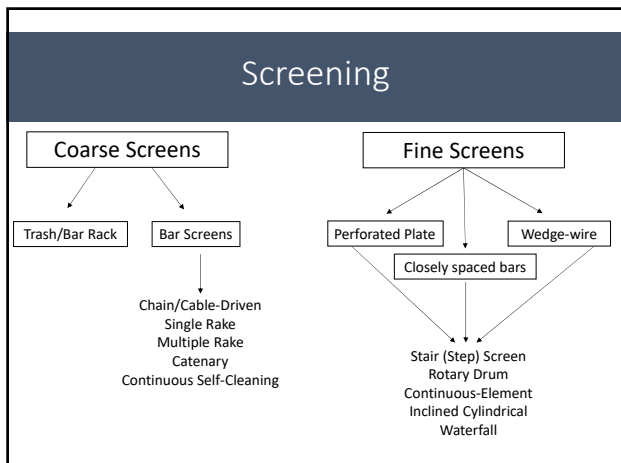 Screening
Coarse Screens
Trash/Bar Rack
Bar Screens
Chain/Cable-Driven
Single Rake
Multiple Rake
Catenary
Continuous Self-Cleaning
Fine Screens
Perforated Plate
Closely spaced bars
Wedge-wire
Stair (Step) Screen
Rotary Drum
Continuous-Element
Inclined Cylindrical
Waterfall